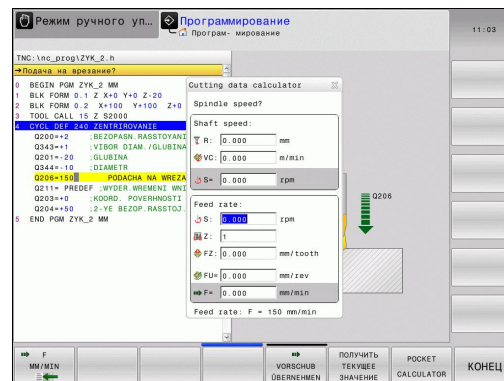 Режим ручного уп…
Программирование
Програм- мирование
11:03
TNC:\nc_prog\ZYK_2.h
→Подача на врезание?
0 BEGIN PGM ZYK_2 MM
1 BLK FORM 0.1 Z X+0 Y+0 Z-20
2 BLK FORM 0.2 X+100 Y+100 Z+0
3 TOOL CALL 15 Z S2000
4 CYCL DEF 240 ZENTRIROVANIE
Q200=+2 ;BEZOPASN.RASSTOYANI
Q343=+1 ;VIBOR DIAM./GLUBINA
Q201=-20 ;GLUBINA
Q344=-10 ;DIAMETR
Q206=150 PODACHA NA WREZA
Q211= PREDEF ;WYDER.WREMENI WNI
Q203=+0 ;KOORD. POVERHNOSTI
Q204=+50 ;2-YE BEZOP.RASSTOJ.
5 END PGM ZYK_2 MM
Cutting data calculator
Spindle speed?
Shaft speed:
R: 0.000 mm
VC: 0.000 m/min
S= 0.000 rpm
Feed rate:
S: 0.000 rpm
Z: 1
FZ: 0.000 mm/tooth
FU= 0.000 mm/rev
F= 0.000 mm/min
Feed rate: F = 150 mm/min
Q206
F
MM/MIN
VORSCHUB
ÜBERNEHMEN
ПОЛУЧИТЬ
ТЕКУЩЕЕ
ЗНАЧЕНИЕ
POCKET
CALCULATOR
КОНЕЦ